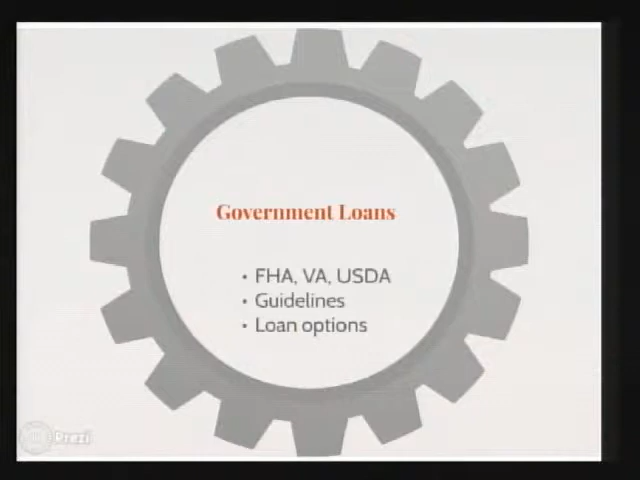 Government Loans
• FHA, VA, USDA
• Guidelines
• Loan options
Prezi